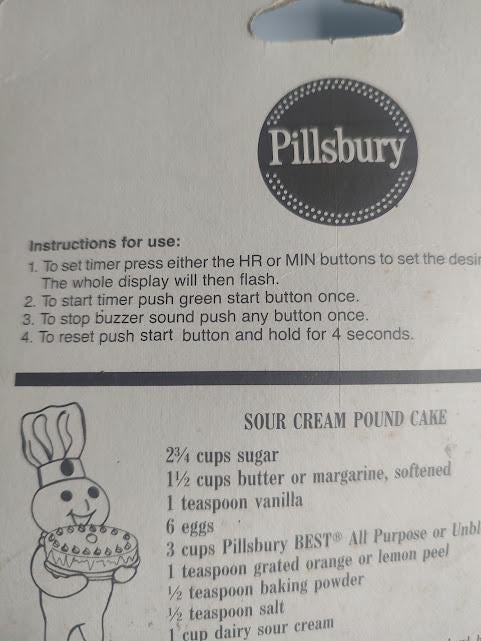 Pillsbury
Instructions for use:
1. To set timer press either the HR or MIN buttons to set the desir
The whole display will then flash.
2. To start timer push green start button once.
3. To stop buzzer sound push any button once.
4. To reset push start button and hold for 4 seconds.
SOUR CREAM POUND CAKE
2¾ cups sugar
1½ cups butter or margarine, softened
1 teaspoon vanilla
6 eggs
3 cups Pillsbury BEST® All Purpose or Unbl
1 teaspoon grated orange or lemon peel
½ teaspoon baking powder
½ teaspoon salt
1 cup dairy sour cream